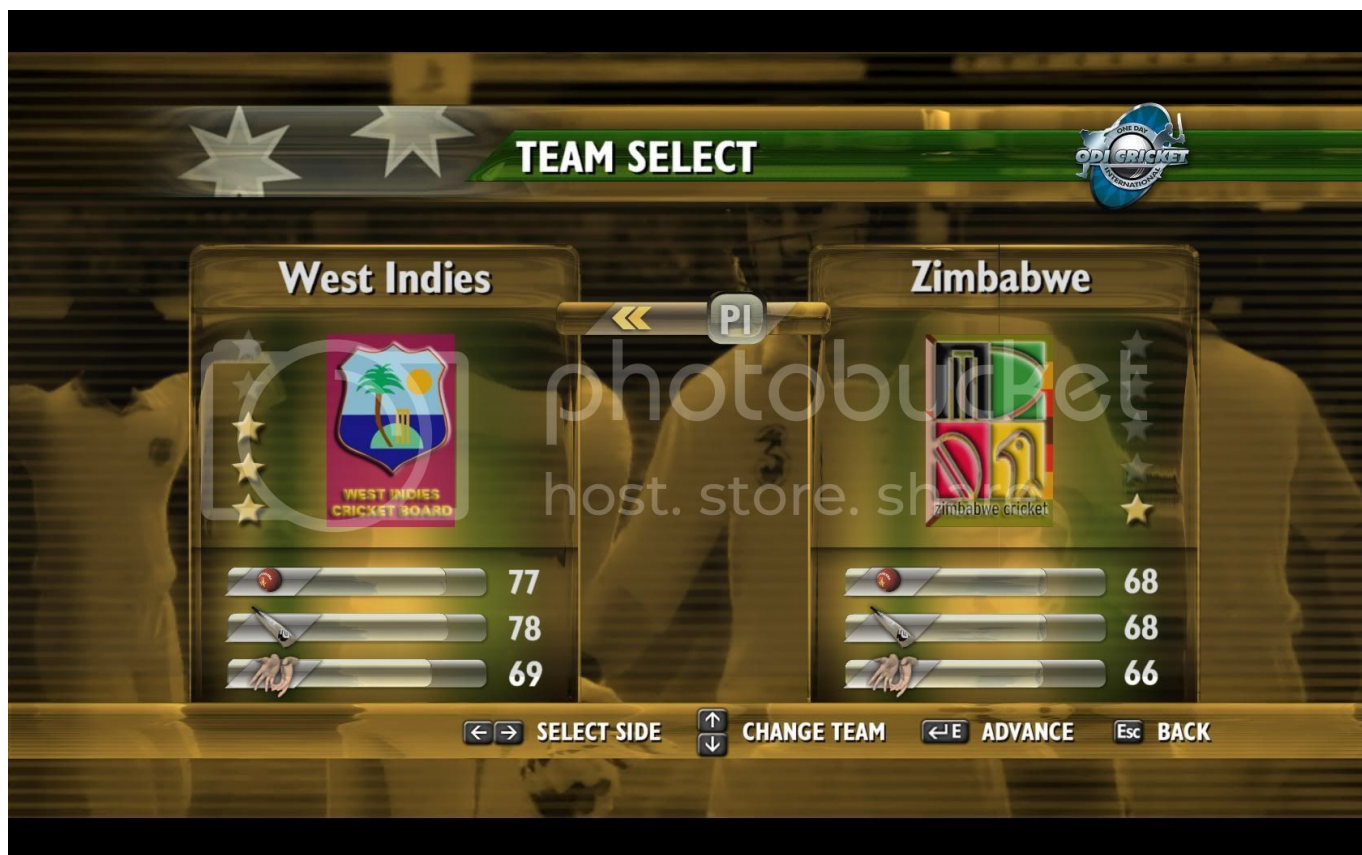 TEAM SELECT
ONE DAY
ODI CRICKET
INTERNATIONAL
West Indies
Zimbabwe
P1
photobucket
host. store. share
WEST INDIES
CRICKET BOARD
zimbabwe cricket
77
68
78
68
69
66
SELECT SIDE
CHANGE TEAM
E
ADVANCE
Esc
BACK